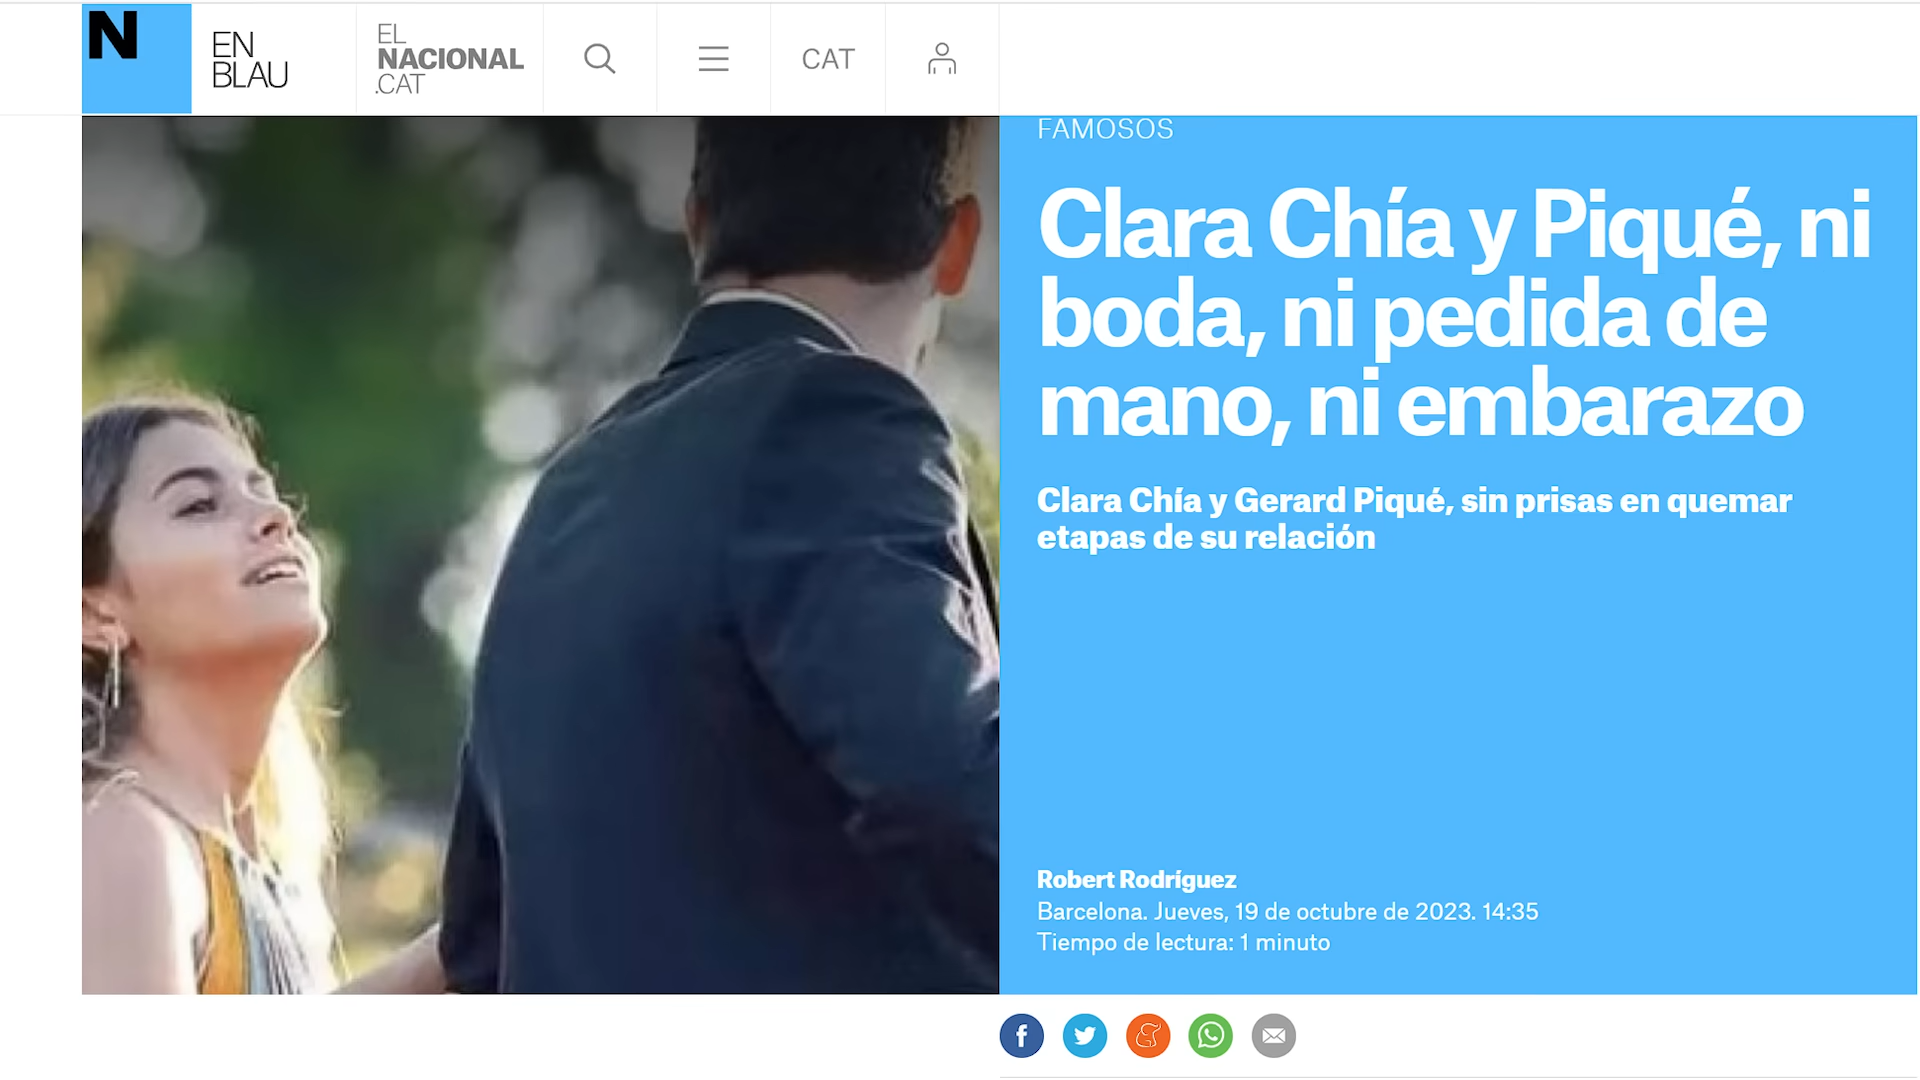 N
EN
BLAU
EL
NACIONAL
.CAT
CAT
FAMOSOS
Clara Chía y Piqué, ni
boda, ni pedida de
mano, ni embarazo
Clara Chía y Gerard Piqué, sin prisas en quemar
etapas de su relación
Robert Rodríguez
Barcelona. Jueves, 19 de octubre de 2023. 14:35
Tiempo de lectura: 1 minuto